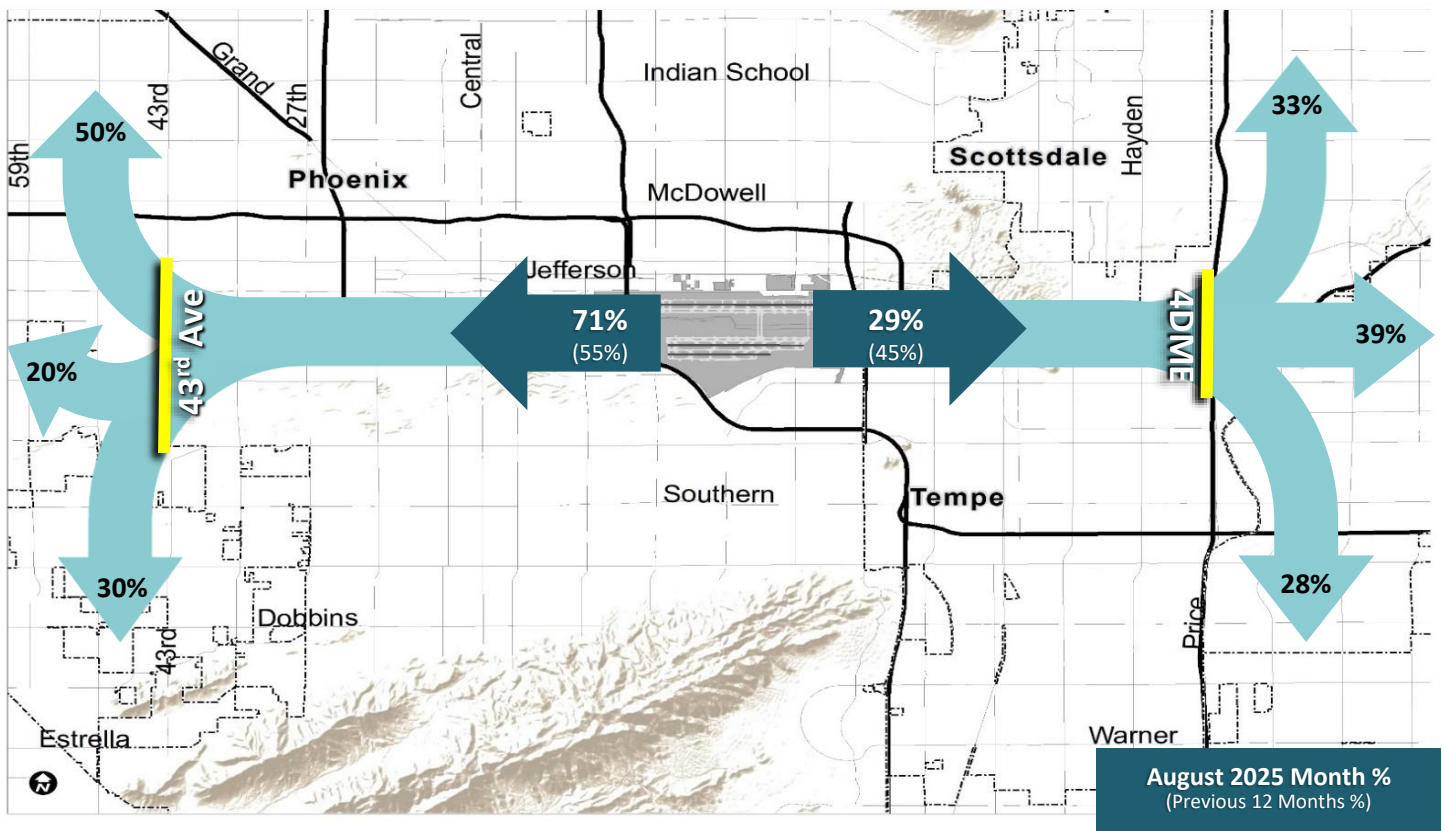 Grand
43rd
27th
Central
Indian School
Hayden
33%
50%
59th
Phoenix
Scottsdale
McDowell
Jefferson
43rd Ave
71%
(55%)
29%
(45%)
4DME
39%
20%
Southern
Tempe
30%
28%
Dobbins
43rd
Price
Estrella
Warner
N
August 2025 Month %
(Previous 12 Months %)